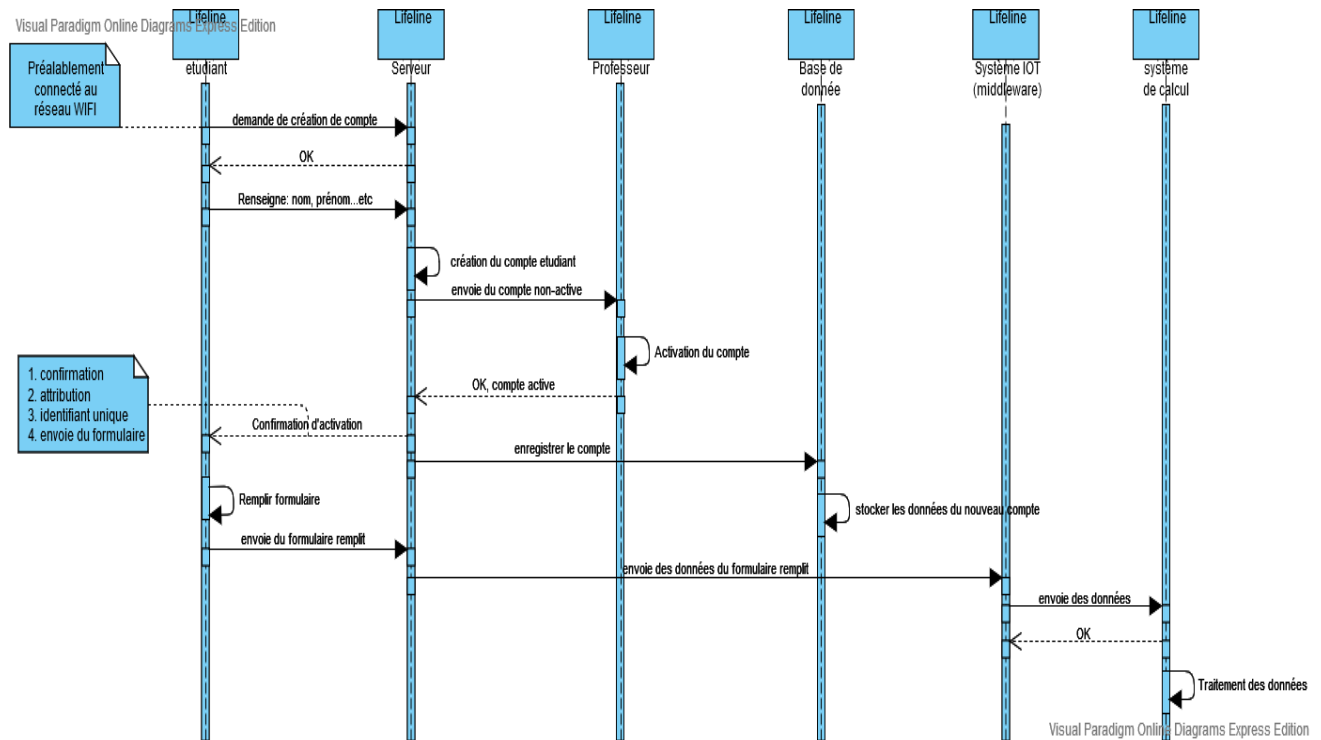 Visual Paradigm Online Diagrams Express Edition
Lifeline
Lifeline
Lifeline
Lifeline
Lifeline
Lifeline
etudiant
Serveur
Professeur
Base de
donnée
Système IOT
(middleware)
système
de calcul
Préalablement
connecté au
réseau WIFI
demande de création de compte
OK
Renseigne: nom, prénom...etc
création du compte etudiant
envoie du compte non-active
Activation du compte
1. confirmation
2. attribution
3. identifiant unique
4. envoie du formulaire
OK, compte active
Confirmation d'activation
enregistrer le compte
Remplir formulaire
stocker les données du nouveau compte
envoie du formulaire remplit
envoie des données du formulaire remplit
envoie des données
OK
Traitement des données
Visual Paradigm Online Diagrams Express Edition